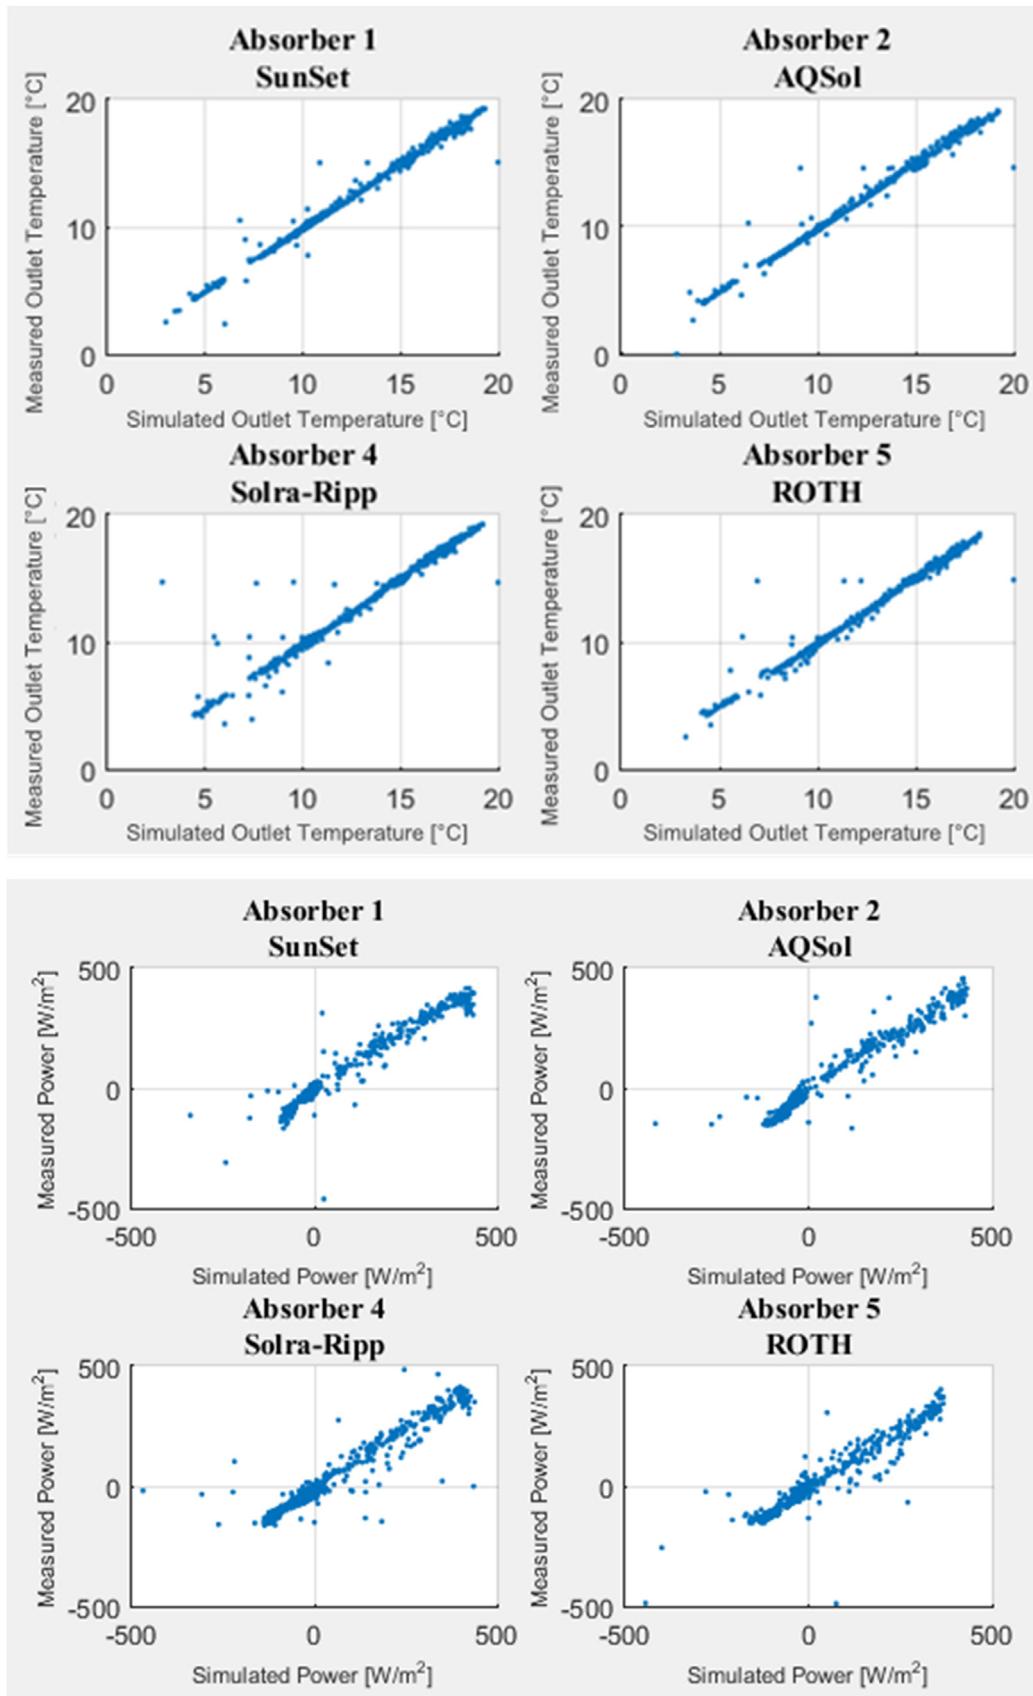 Absorber 1
SunSet
Measured Outlet Temperature [°C]
20
10
0
0 5 10 15 20
Simulated Outlet Temperature [°C]
Absorber 2
AQSol
Measured Outlet Temperature [°C]
20
10
0
0 5 10 15 20
Simulated Outlet Temperature [°C]
Absorber 4
Solra-Ripp
Measured Outlet Temperature [°C]
20
10
0
0 5 10 15 20
Simulated Outlet Temperature [°C]
Absorber 5
ROTH
Measured Outlet Temperature [°C]
20
10
0
0 5 10 15 20
Simulated Outlet Temperature [°C]
Absorber 1
SunSet
Measured Power [W/m²]
500
0
-500
-500 0 500
Simulated Power [W/m²]
Absorber 2
AQSol
Measured Power [W/m²]
500
0
-500
-500 0 500
Simulated Power [W/m²]
Absorber 4
Solra-Ripp
Measured Power [W/m²]
500
0
-500
-500 0 500
Simulated Power [W/m²]
Absorber 5
ROTH
Measured Power [W/m²]
500
0
-500
-500 0 500
Simulated Power [W/m²]